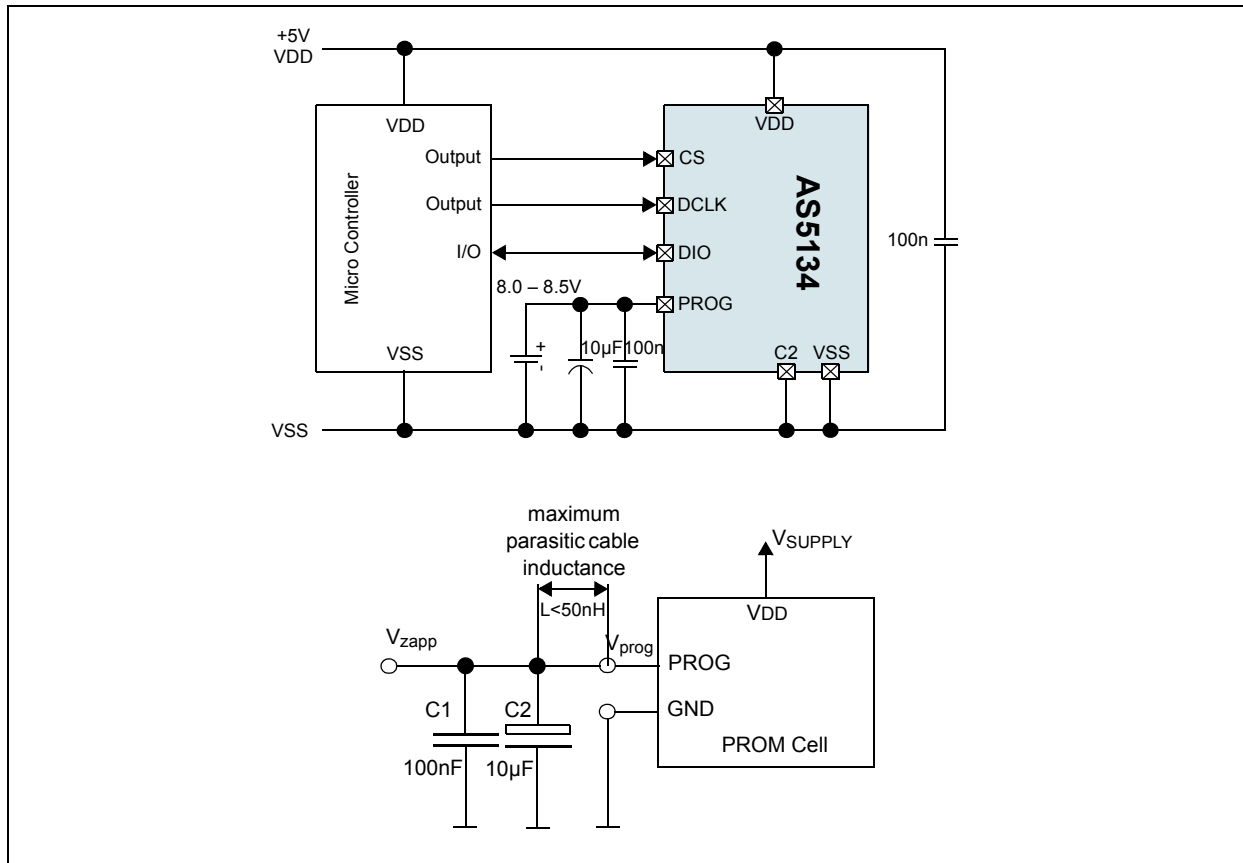 +5V
VDD
VDD
VDD
Output
CS
Output
DCLK
I/O
DIO
Micro Controller
AS5134
100n
8.0 – 8.5V
PROG
+
-
10µF
100n
VSS
C2
VSS
VSS
maximum
parasitic cable
inductance
L<50nH
VSUPPLY
VDD
Vzapp
Vprog
PROG
GND
C1
C2
100nF
10µF
PROM Cell